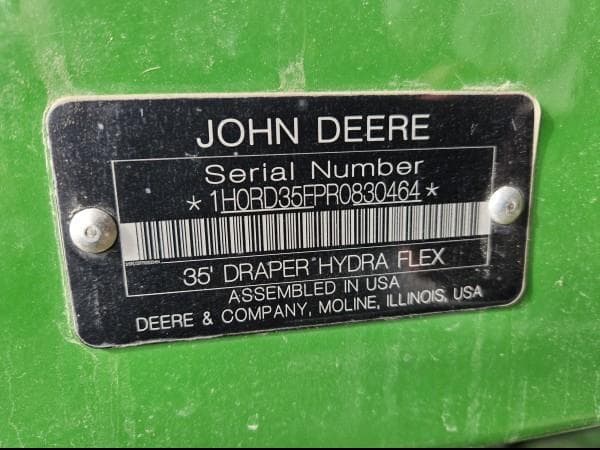 JOHN DEERE
Serial Number
*1H0RD35FPR0830464*
35' DRAPER HYDRA FLEX
ASSEMBLED IN USA
DEERE & COMPANY, MOLINE, ILLINOIS, USA